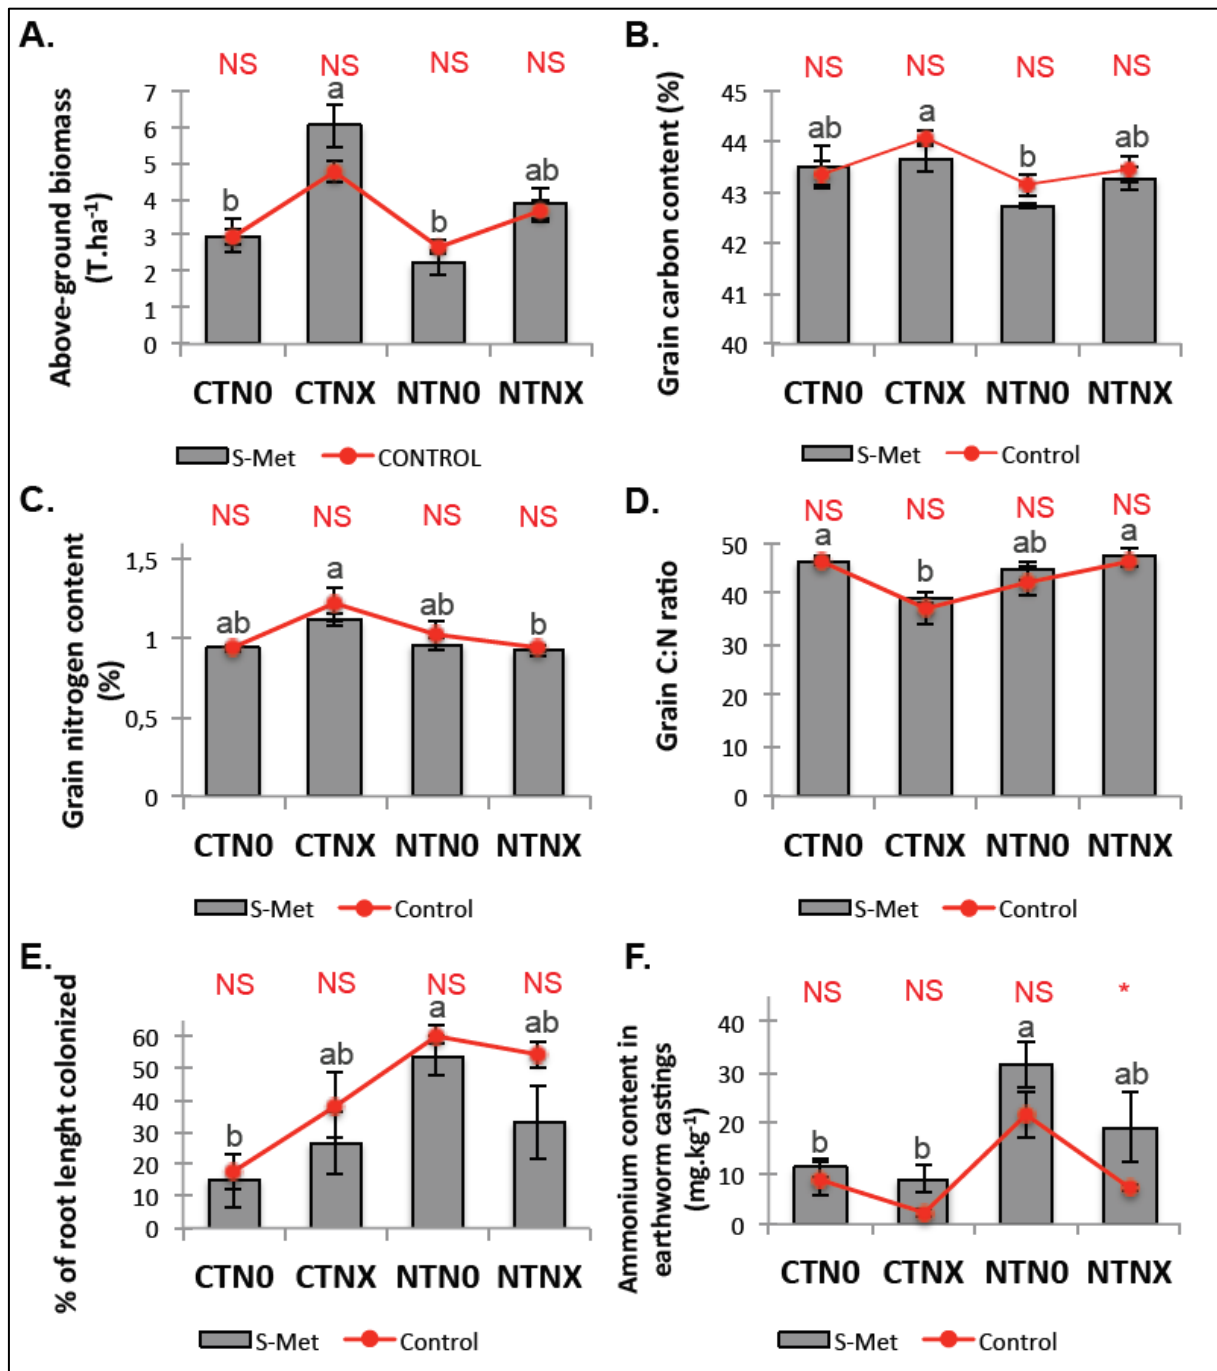 A.
NS NS NS NS
Above-ground biomass
(T.ha⁻¹)
7
6
5
4
3
2
1
0
b a b ab
CTN0 CTNX NTN0 NTNX
S-Met CONTROL
B.
NS NS NS NS
Grain carbon content (%)
45
44
43
42
41
40
ab a b ab
CTN0 CTNX NTN0 NTNX
S-Met Control
C.
NS NS NS NS
Grain nitrogen content
(%)
1,5
1
0,5
0
ab a ab b
CTN0 CTNX NTN0 NTNX
S-Met Control
D.
NS NS NS NS
Grain C:N ratio
50
40
30
20
10
0
a b ab a
CTN0 CTNX NTN0 NTNX
S-Met Control
E.
NS NS NS NS
% of root lenght colonized
60
50
40
30
20
10
0
b ab a ab
CTN0 CTNX NTN0 NTNX
S-Met Control
F.
NS NS NS *
Ammonium content in
earthworm castings
(mg.kg⁻¹)
40
30
20
10
0
b b a ab
CTN0 CTNX NTN0 NTNX
S-Met Control